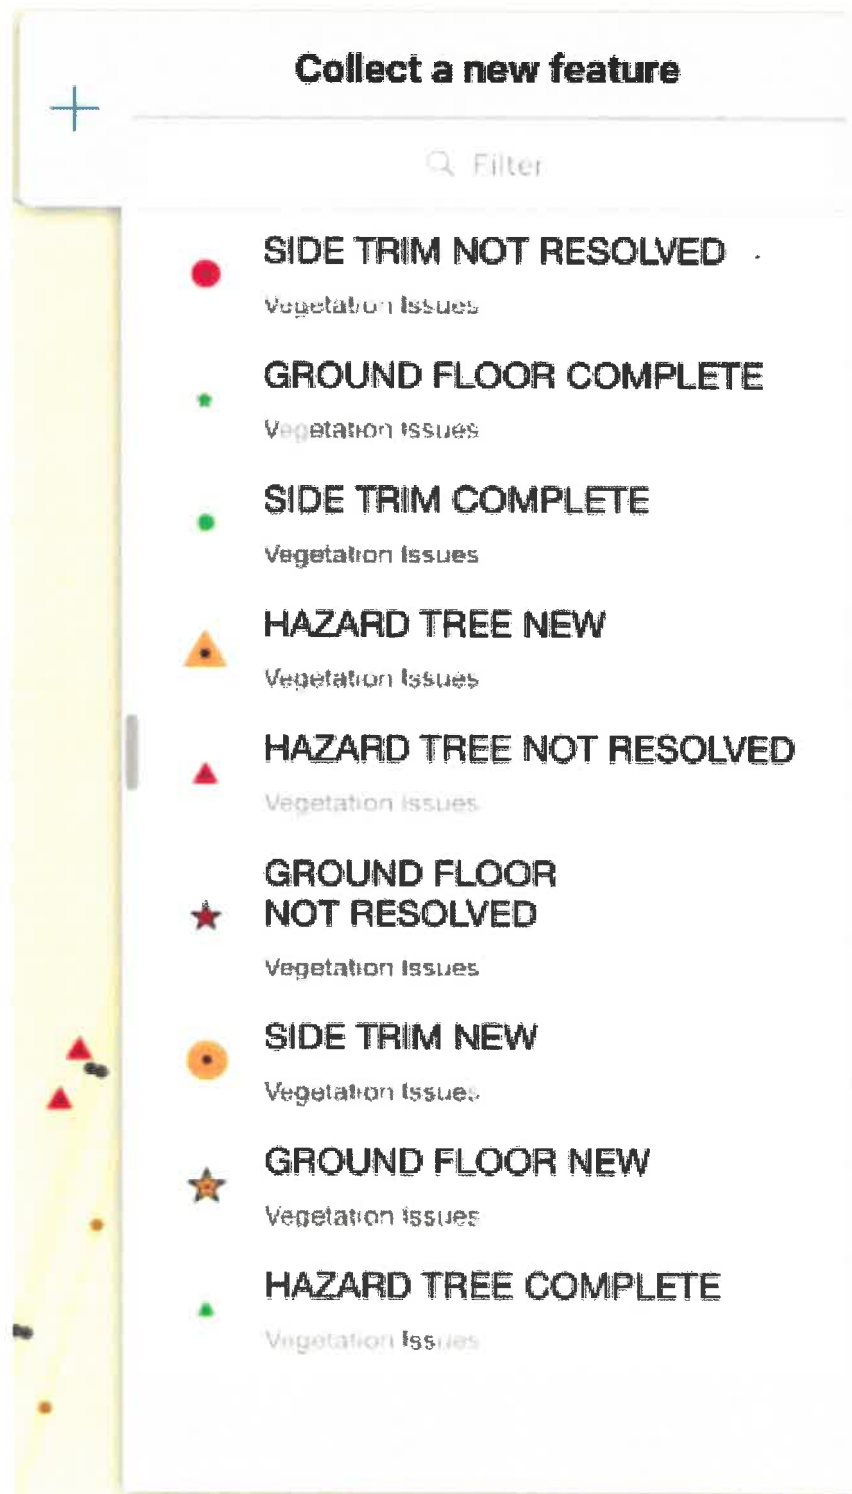 Collect a new feature
Filter
SIDE TRIM NOT RESOLVED
Vegetation Issues
GROUND FLOOR COMPLETE
Vegetation Issues
SIDE TRIM COMPLETE
Vegetation Issues
HAZARD TREE NEW
Vegetation Issues
HAZARD TREE NOT RESOLVED
Vegetation Issues
GROUND FLOOR
NOT RESOLVED
Vegetation Issues
SIDE TRIM NEW
Vegetation Issues
GROUND FLOOR NEW
Vegetation Issues
HAZARD TREE COMPLETE
Vegetation Issues